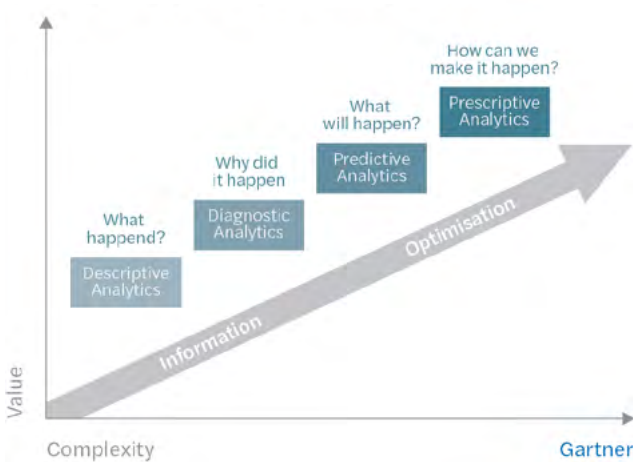 How can we
make it happen?
Prescriptive
Analytics
What
will happen?
Predictive
Analytics
Why did
it happen
Diagnostic
Analytics
What
happend?
Descriptive
Analytics
Optimisation
Information
Value
Complexity
Gartner